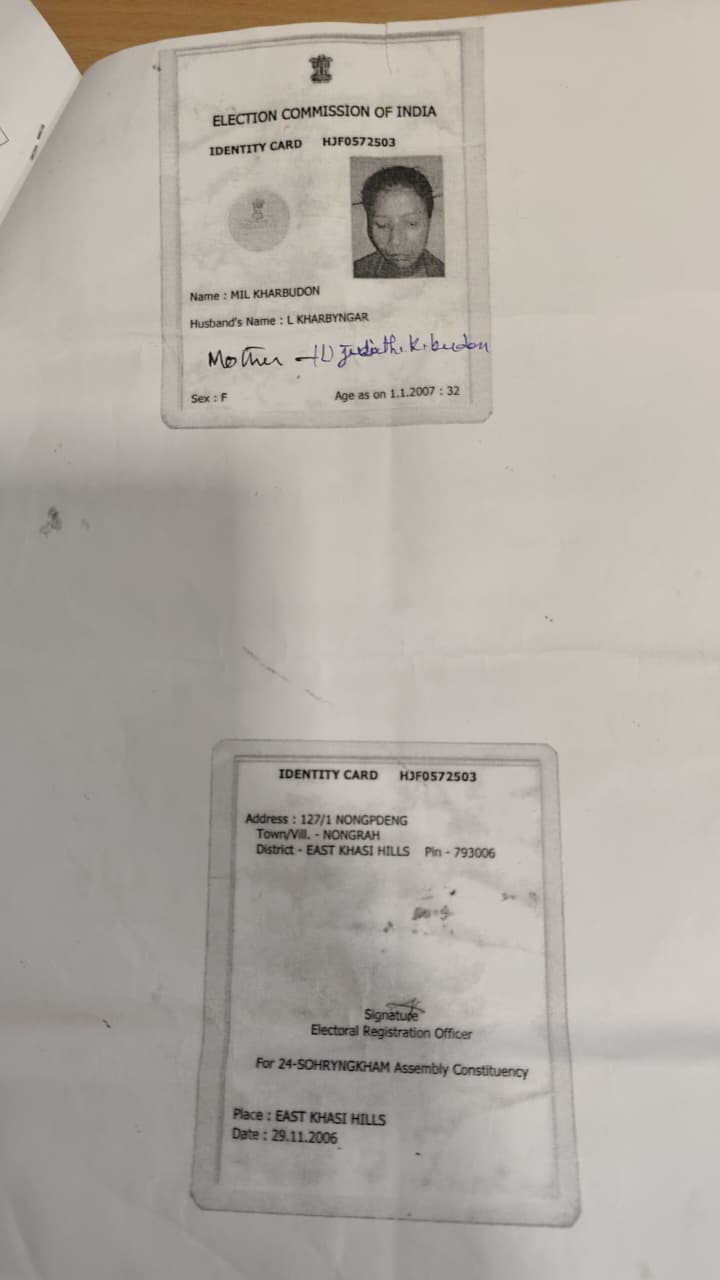 ELECTION COMMISSION OF INDIA
IDENTITY CARD HJF0572503
Name : MIL KHARBUDON
Husband's Name : L KHARBYNGAR
Mother
Sex : F Age as on 1.1.2007 : 32
IDENTITY CARD HJF0572503
Address : 127/1 NONGPDENG
Town/Vill. - NONGRAH
District - EAST KHASI HILLS Pin - 793006
Signature
Electoral Registration Officer
For 24-SOHRYNGKHAM Assembly Constituency
Place : EAST KHASI HILLS
Date : 29.11.2006